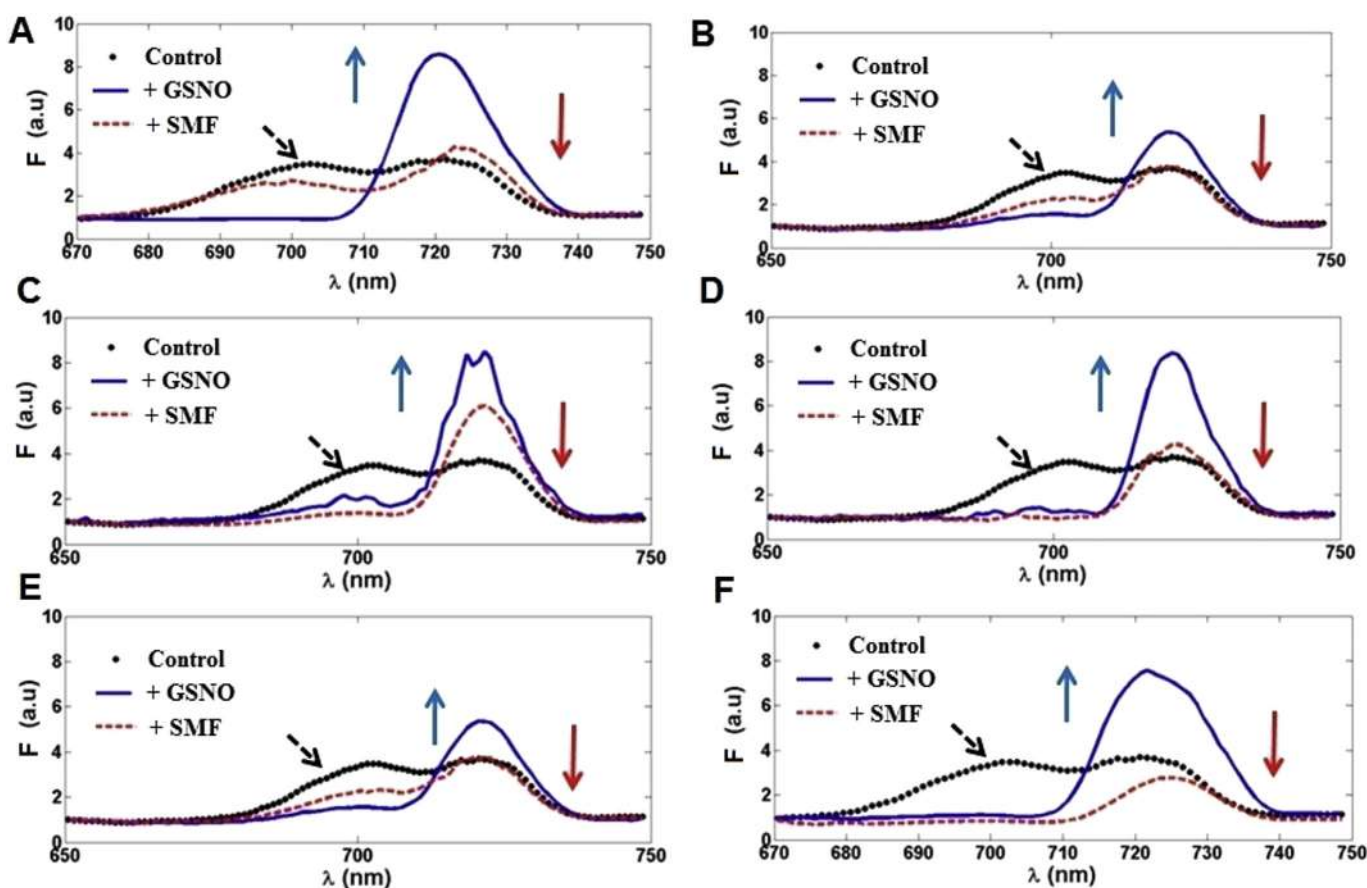 A
10
8
6
4
2
0
F (a.u)
Control
+ GSNO
+ SMF
670 680 690 700 710 720 730 740 750
λ (nm)
B
10
8
6
4
2
0
F (a.u)
Control
+ GSNO
+ SMF
650 700 750
λ (nm)
C
10
8
6
4
2
0
F (a.u)
Control
+ GSNO
+ SMF
650 700 750
λ (nm)
D
10
8
6
4
2
0
F (a.u)
Control
+ GSNO
+ SMF
650 700 750
λ (nm)
E
10
8
6
4
2
0
F (a.u)
Control
+ GSNO
+ SMF
650 700 750
λ (nm)
F
10
8
6
4
2
0
F (a.u)
Control
+ GSNO
+ SMF
670 680 690 700 710 720 730 740 750
λ (nm)